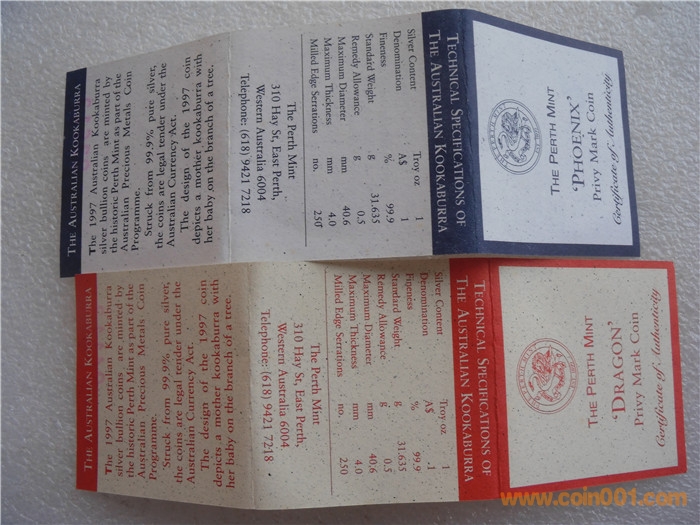 THE AUSTRALIAN KOOKABURRA
The 1997 Australian Kookaburra
silver bullion coins are minted by
the historic Perth Mint as part of the
Australian Precious Metals Coin
Programme.
Struck from 99.9% pure silver,
the coins are legal tender under the
Australian Currency Act.
The design of the 1997 coin
depicts a mother kookaburra with
her baby on the branch of a tree.
The Perth Mint
310 Hay St, East Perth,
Western Australia 6004
Telephone: (618) 9421 7218
TECHNICAL SPECIFICATIONS OF
THE AUSTRALIAN KOOKABURRA
Silver Content Troy oz. 1
Denomination A$ 1
Fineness % 99.9
Standard Weight g 31.635
Remedy Allowance g 0.5
Maximum Diameter mm 40.6
Maximum Thickness mm 4.0
Milled Edge Serrations no. 250
THE PERTH MINT
'PHOENIX'
Privy Mark Coin
Certificate of Authenticity
THE AUSTRALIAN KOOKABURRA
The 1997 Australian Kookaburra
silver bullion coins are minted by
the historic Perth Mint as part of the
Australian Precious Metals Coin
Programme.
Struck from 99.9% pure silver,
the coins are legal tender under the
Australian Currency Act.
The design of the 1997 coin
depicts a mother kookaburra with
her baby on the branch of a tree.
The Perth Mint
310 Hay St, East Perth,
Western Australia 6004
Telephone: (618) 9421 7218
TECHNICAL SPECIFICATIONS OF
THE AUSTRALIAN KOOKABURRA
Silver Content Troy oz. 1
Denomination A$ 1
Fineness % 99.9
Standard Weight g 31.635
Remedy Allowance g 0.5
Maximum Diameter mm 40.6
Maximum Thickness mm 4.0
Milled Edge Serrations no. 250
THE PERTH MINT
'DRAGON'
Privy Mark Coin
Certificate of Authenticity
www.coin001.com